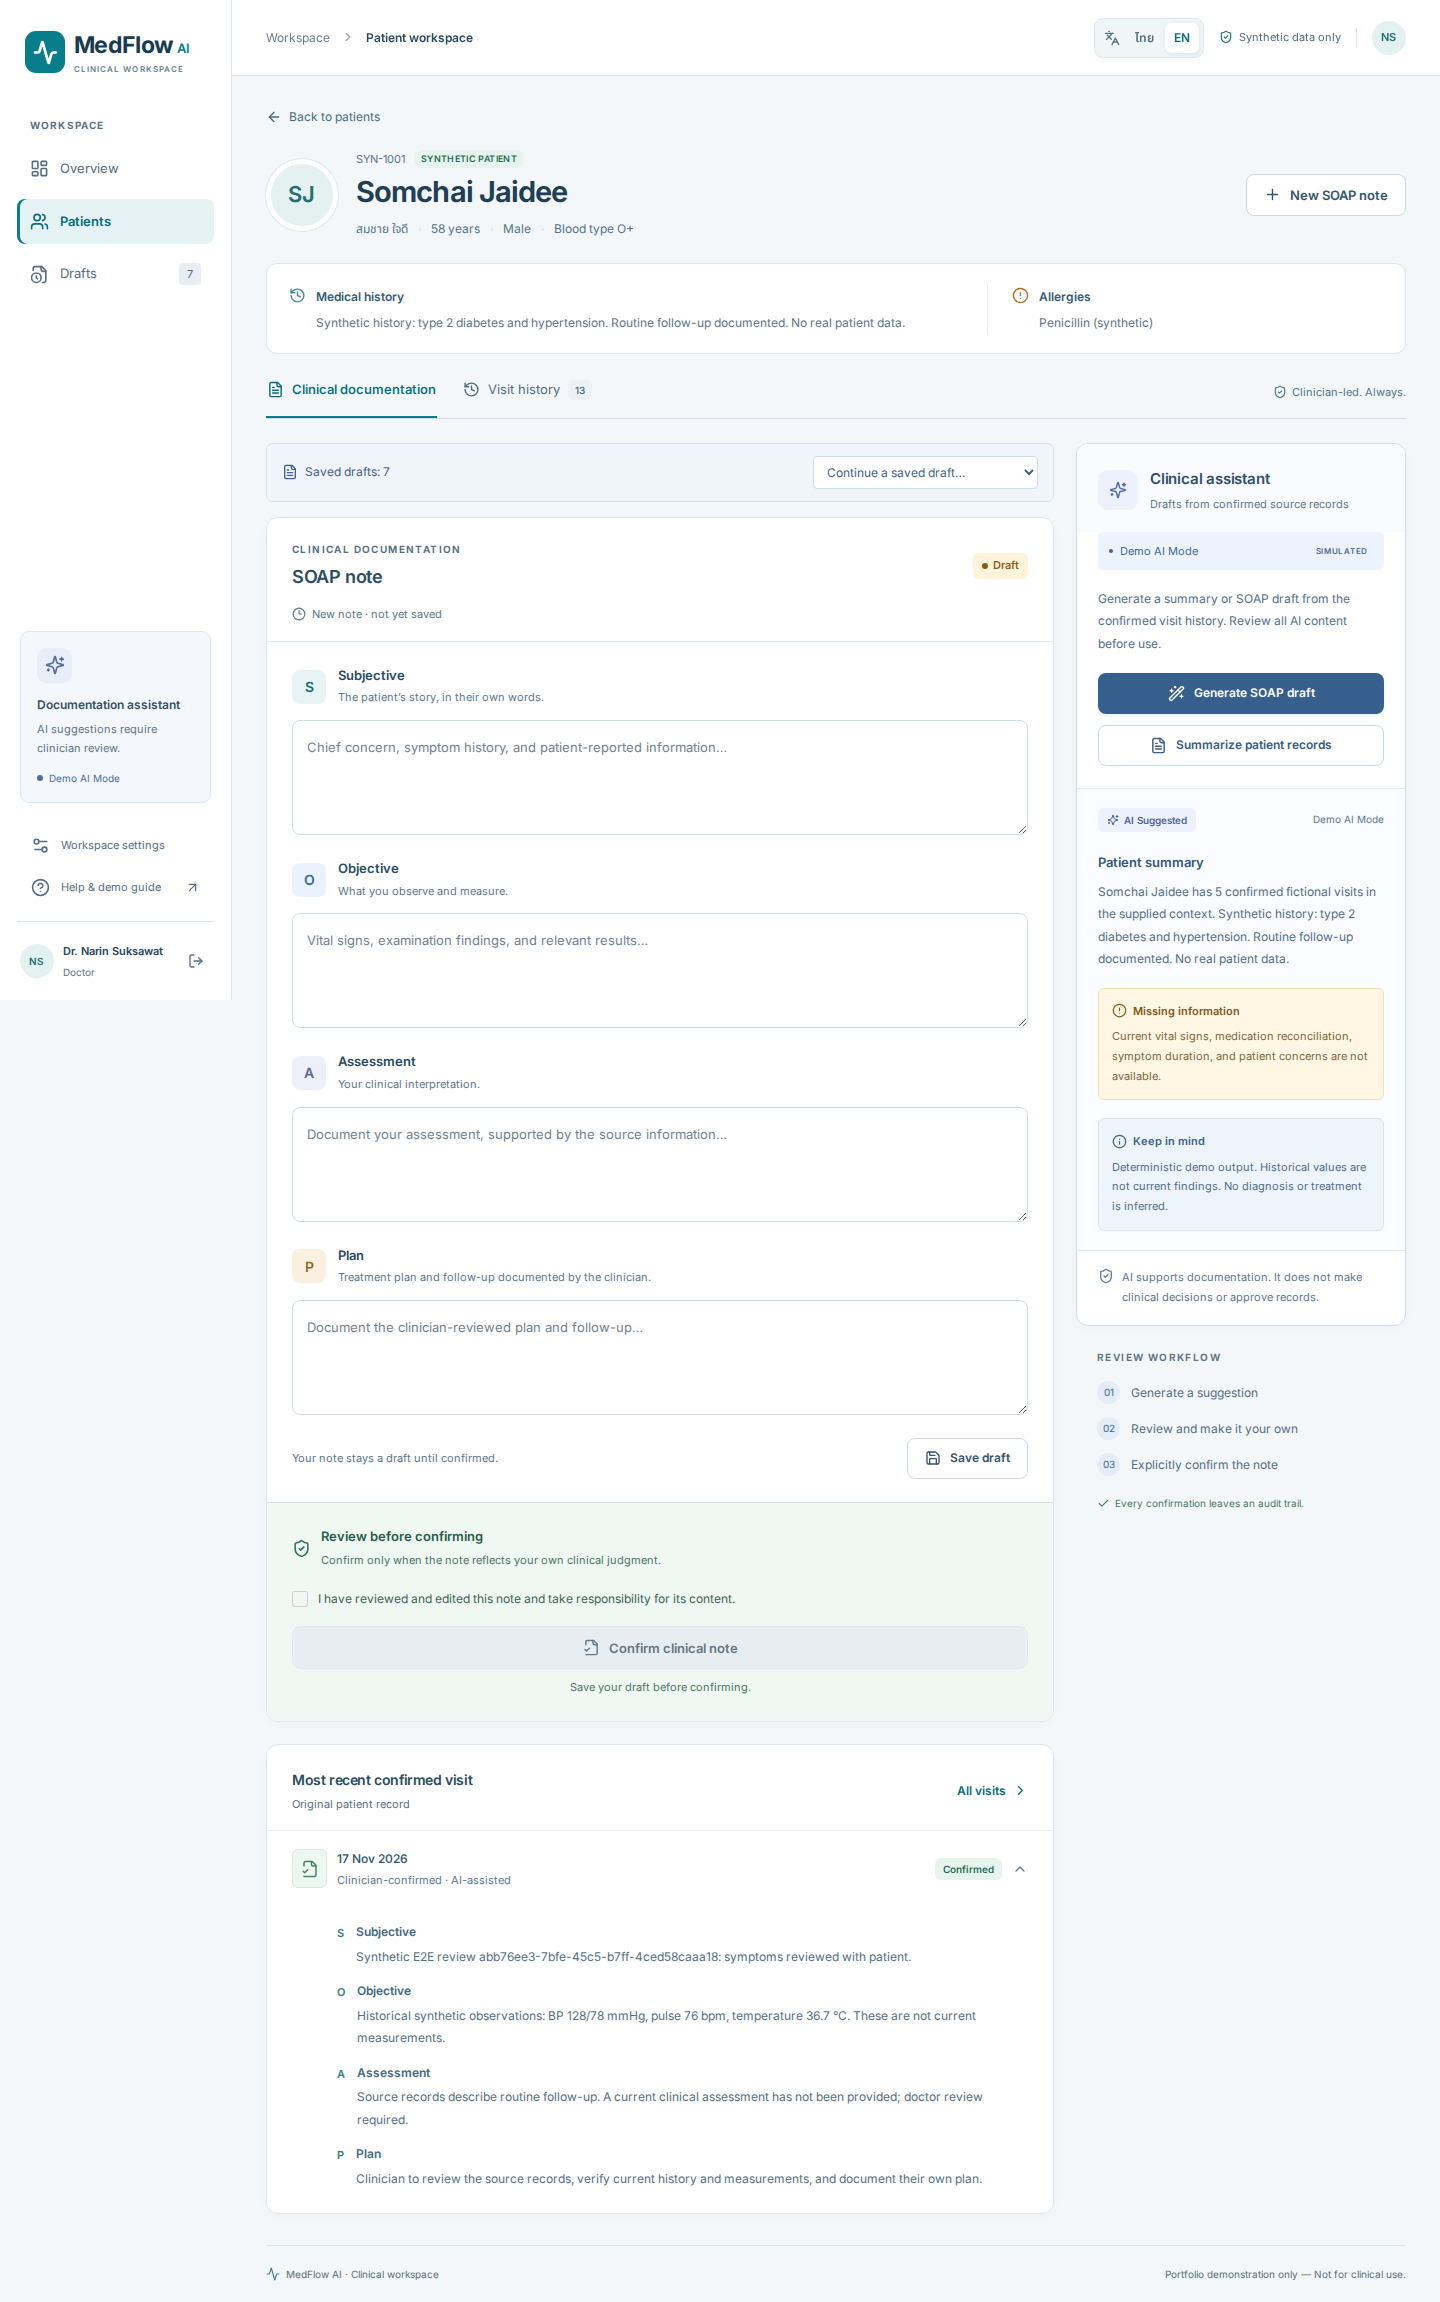 MedFlow AI
CLINICAL WORKSPACE
WORKSPACE
Overview
Patients
Drafts 7
Documentation assistant
AI suggestions require
clinician review.
Demo AI Mode
Workspace settings
Help & demo guide
NS
Dr. Narin Suksawat
Doctor
Workspace Patient workspace
ไทย EN
Synthetic data only
NS
Back to patients
SJ
SYN-1001 SYNTHETIC PATIENT
Somchai Jaidee
สมชาย ใจดี · 58 years · Male · Blood type O+
New SOAP note
Medical history
Synthetic history: type 2 diabetes and hypertension. Routine follow-up documented. No real patient data.
Allergies
Penicillin (synthetic)
Clinical documentation
Visit history 13
Clinician-led. Always.
Saved drafts: 7
Continue a saved draft...
CLINICAL DOCUMENTATION
SOAP note
Draft
New note · not yet saved
S
Subjective
The patient's story, in their own words.
Chief concern, symptom history, and patient-reported information...
O
Objective
What you observe and measure.
Vital signs, examination findings, and relevant results...
A
Assessment
Your clinical interpretation.
Document your assessment, supported by the source information...
P
Plan
Treatment plan and follow-up documented by the clinician.
Document the clinician-reviewed plan and follow-up...
Your note stays a draft until confirmed.
Save draft
Review before confirming
Confirm only when the note reflects your own clinical judgment.
I have reviewed and edited this note and take responsibility for its content.
Confirm clinical note
Save your draft before confirming.
Most recent confirmed visit
Original patient record
All visits
17 Nov 2026
Clinician-confirmed · AI-assisted
Confirmed
S Subjective
Synthetic E2E review abb76ee3-7bfe-45c5-b7ff-4ced58caaa18: symptoms reviewed with patient.
O Objective
Historical synthetic observations: BP 128/78 mmHg, pulse 76 bpm, temperature 36.7 °C. These are not current
measurements.
A Assessment
Source records describe routine follow-up. A current clinical assessment has not been provided; doctor review
required.
P Plan
Clinician to review the source records, verify current history and measurements, and document their own plan.
Clinical assistant
Drafts from confirmed source records
Demo AI Mode SIMULATED
Generate a summary or SOAP draft from the
confirmed visit history. Review all AI content
before use.
Generate SOAP draft
Summarize patient records
AI Suggested
Demo AI Mode
Patient summary
Somchai Jaidee has 5 confirmed fictional visits in
the supplied context. Synthetic history: type 2
diabetes and hypertension. Routine follow-up
documented. No real patient data.
Missing information
Current vital signs, medication reconciliation,
symptom duration, and patient concerns are not
available.
Keep in mind
Deterministic demo output. Historical values are
not current findings. No diagnosis or treatment
is inferred.
AI supports documentation. It does not make
clinical decisions or approve records.
REVIEW WORKFLOW
01 Generate a suggestion
02 Review and make it your own
03 Explicitly confirm the note
Every confirmation leaves an audit trail.
MedFlow AI · Clinical workspace
Portfolio demonstration only — Not for clinical use.